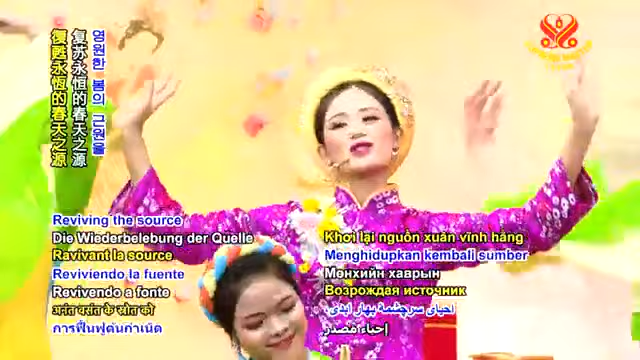 영원한 봄의 근원을
复苏永恒的春天之源
復甦永恆的春天之源
Reviving the source
Die Wiederbelebung der Quelle
Ravivant la source
Reviviendo la fuente
Revivendo a fonte
अनंत वसंत के स्रोत को
การฟื้นฟูต้นกำเนิด
Khơi lại nguồn xuân vĩnh hằng
Menghidupkan kembali sumber
Мөнхийн хаврын
Возрождая источник
احیای سرچشمه بهار ابدی،
إحياء مصدر